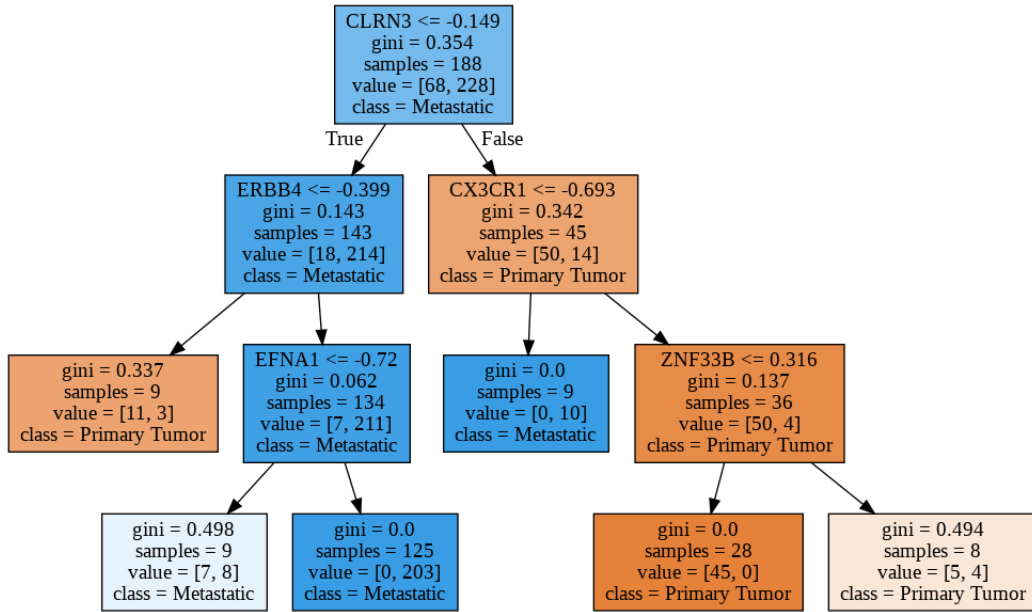 CLRN3 <= -0.149
gini = 0.354
samples = 188
value = [68, 228]
class = Metastatic
True
False
ERBB4 <= -0.399
gini = 0.143
samples = 143
value = [18, 214]
class = Metastatic
CX3CR1 <= -0.693
gini = 0.342
samples = 45
value = [50, 14]
class = Primary Tumor
gini = 0.337
samples = 9
value = [11, 3]
class = Primary Tumor
EFNA1 <= -0.72
gini = 0.062
samples = 134
value = [7, 211]
class = Metastatic
gini = 0.0
samples = 9
value = [0, 10]
class = Metastatic
ZNF33B <= 0.316
gini = 0.137
samples = 36
value = [50, 4]
class = Primary Tumor
gini = 0.498
samples = 9
value = [7, 8]
class = Metastatic
gini = 0.0
samples = 125
value = [0, 203]
class = Metastatic
gini = 0.0
samples = 28
value = [45, 0]
class = Primary Tumor
gini = 0.494
samples = 8
value = [5, 4]
class = Primary Tumor